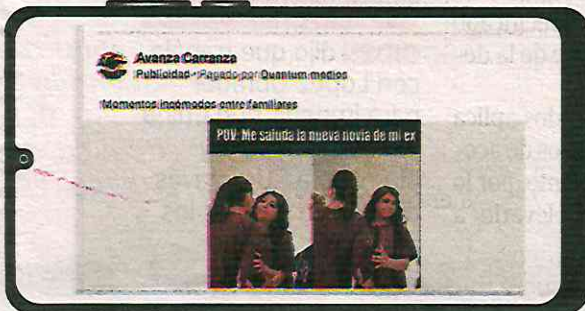 Avanza Carranza
Publicidad • Pagado por Quantum medios
Momentos incómodos entre familiares
POV: Me saluda la nueva novia de mi ex